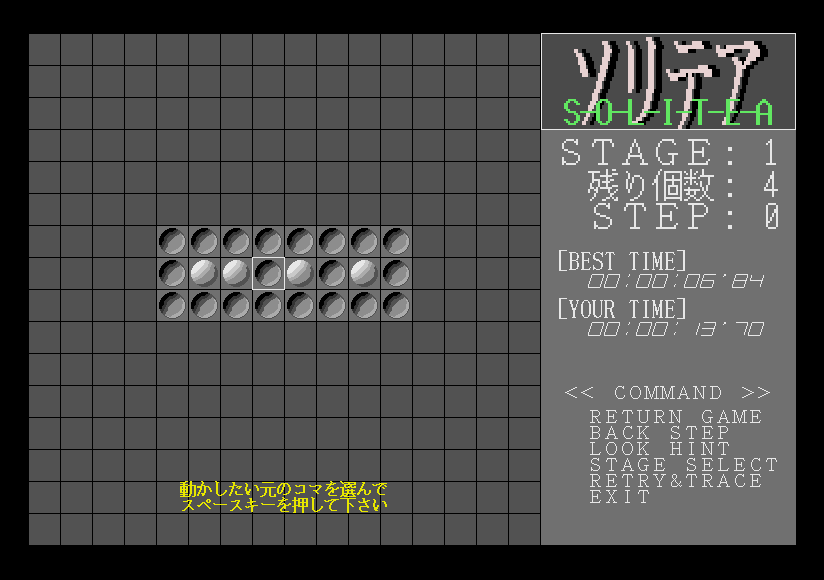 ソリテア
S-O-L-I-T-E-A
STAGE: 1
残り個数: 4
STEP: 0
[BEST TIME]
00:00:06'84
[YOUR TIME]
00:00:13'70
<< COMMAND >>
RETURN GAME
BACK STEP
LOOK HINT
STAGE SELECT
RETRY&TRACE
EXIT
動かしたい元のコマを選んで
スペースキーを押して下さい